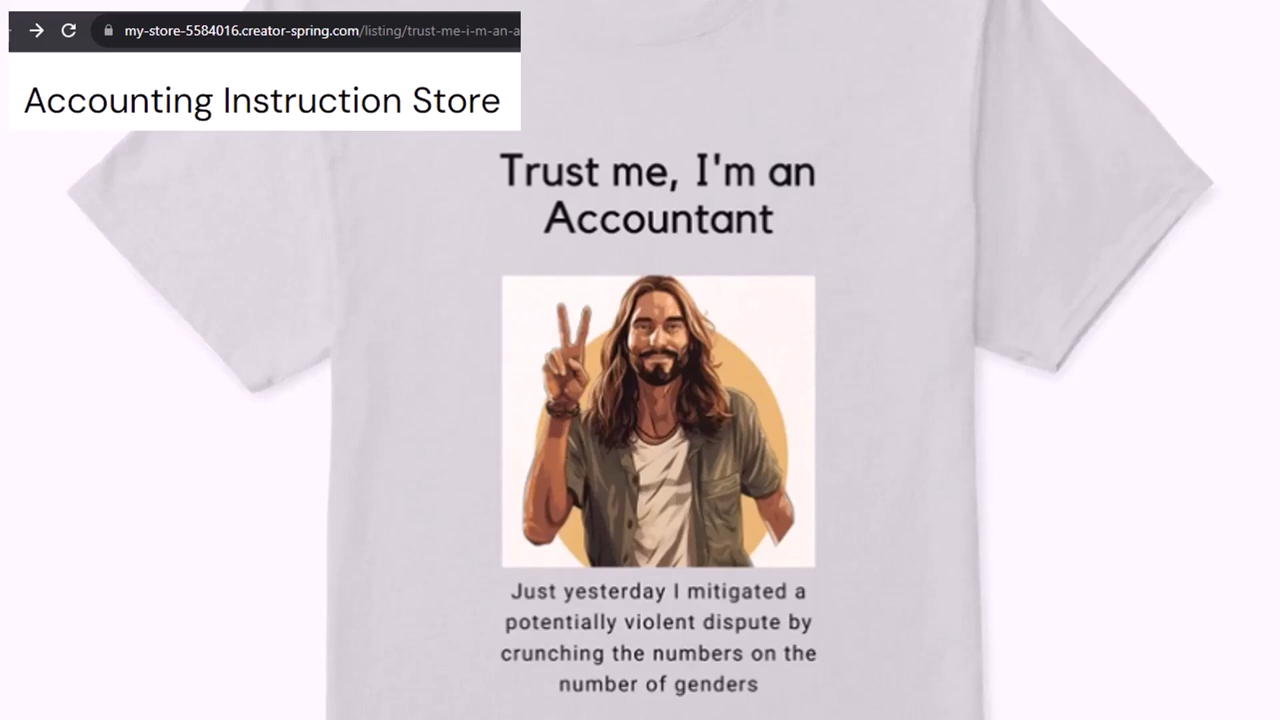 my-store-5584016.creator-spring.com/listing/trust-me-i-m-an-a
Accounting Instruction Store
Trust me, I'm an
Accountant
Just yesterday I mitigated a
potentially violent dispute by
crunching the numbers on the
number of genders